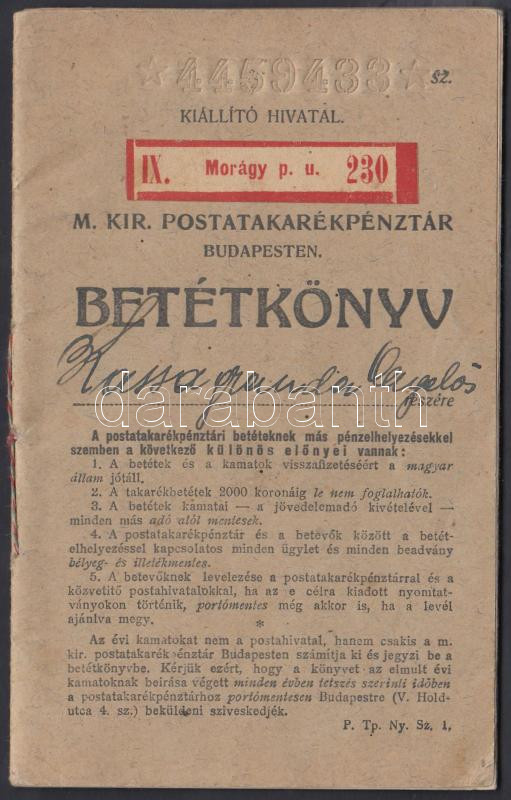 ☆4459433☆ sz.
KIÁLLÍTÓ HIVATAL.
IX. Morágy p. u. 230
M. KIR. POSTATAKARÉKPÉNZTÁR
BUDAPESTEN.
BETÉTKÖNYV
részére
darabanth
A postatakarékpénztári betéteknek más pénzelhelyezésekkel
szemben a következő különös előnyei vannak:
1. A betétek és a kamatok visszafizetéséért a magyar
állam jótáll.
2. A takarékbetétek 2000 koronáig le nem foglalhatók.
3. A betétek kamatai — a jövedelemadó kivételével —
minden más adó alól mentesek.
4. A postatakarékpénztár és a betevők között a betét-
elhelyezéssel kapcsolatos minden ügylet és minden beadvány
bélyeg- és illetékmentes.
5. A betevőknek levelezése a postatakarékpénztárral és a
közvetitő postahivatalokkal, ha az e célra kiadott nyomtat-
ványokon történik, portómentes még akkor is, ha a levél
ajánlva megy.
*
Az évi kamatokat nem a postahivatal, hanem csakis a m.
kir. postatakarékpénztár Budapesten számítja ki és jegyzi be a
betétkönyvbe. Kérjük ezért, hogy a könyvet az elmult évi
kamatoknak beirása végett minden évben tetszés szerinti időben
a postatakarékpénztárhoz portómentesen Budapestre (V. Hold-
utca 4. sz.) beküldeni sziveskedjék.
P. Tp. Ny. Sz. 1.